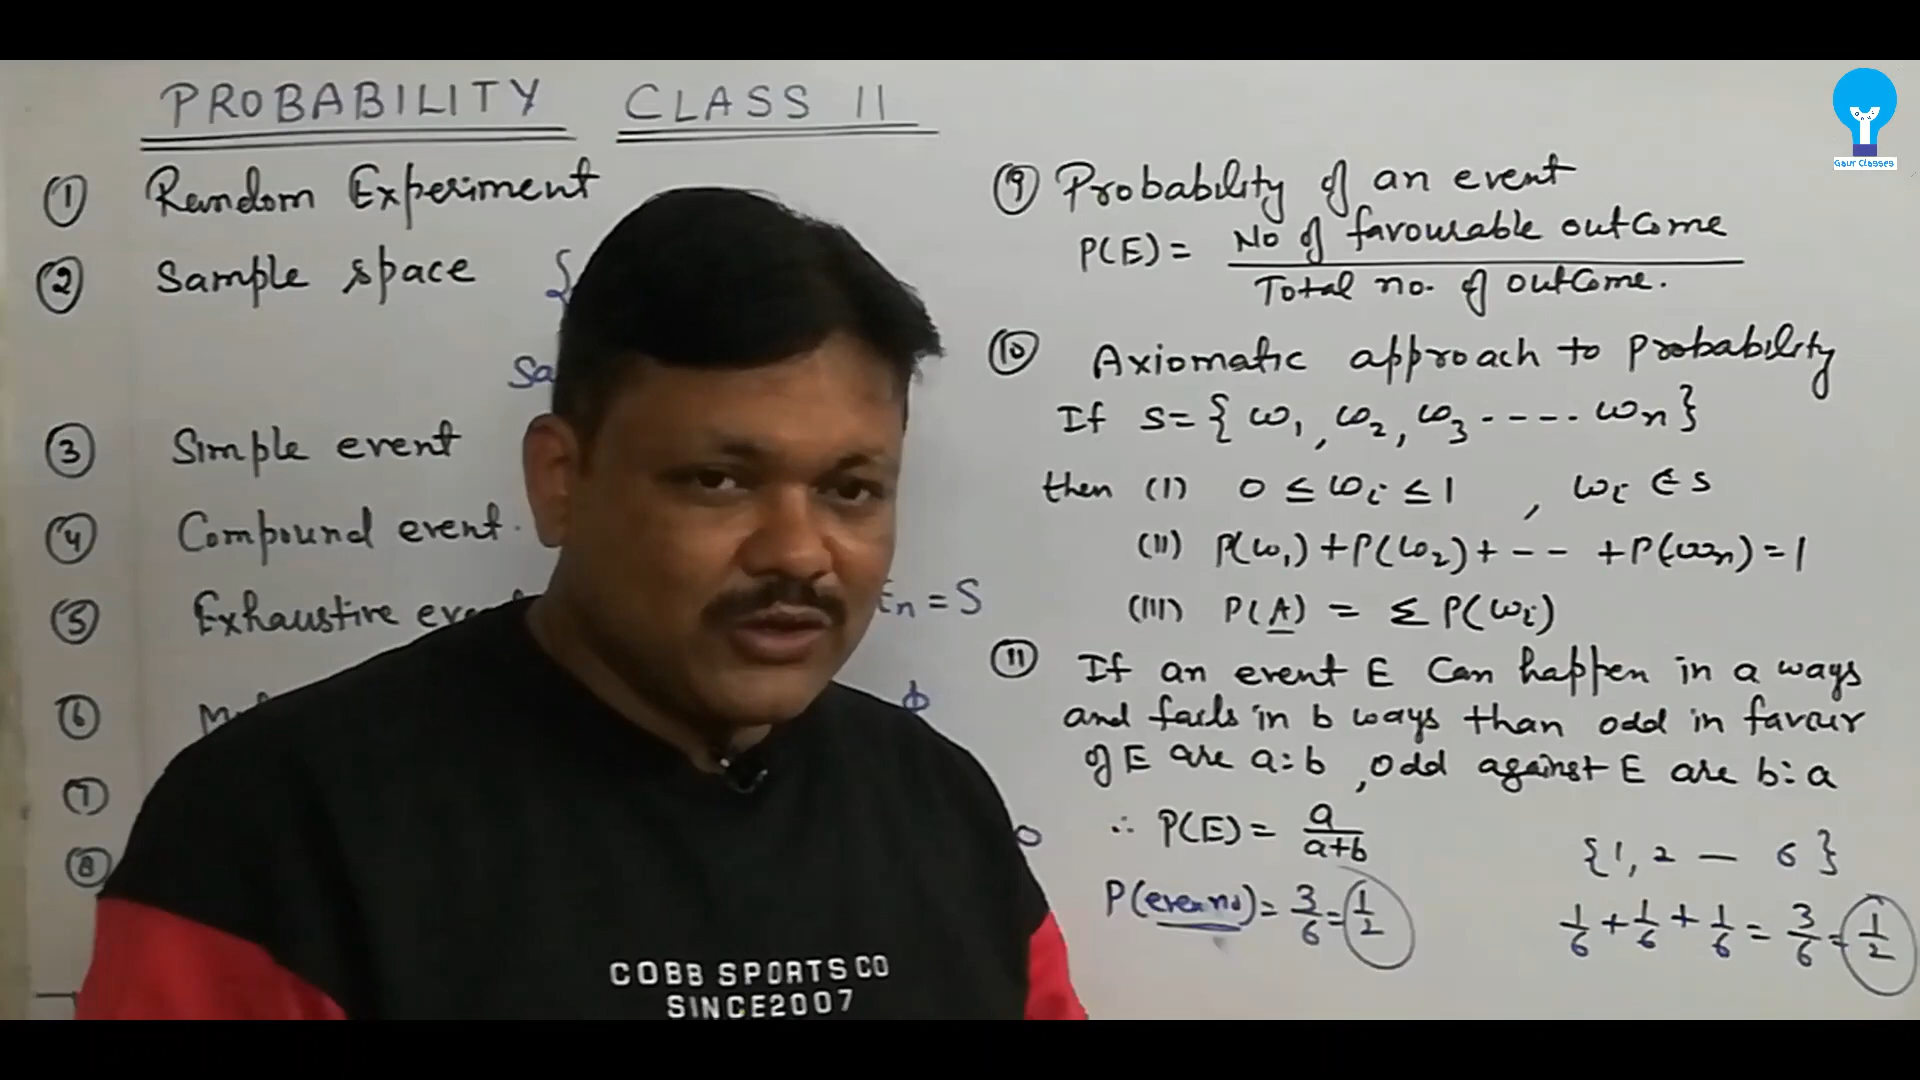 PROBABILITY CLASS 11
① Random Experiment
② Sample space {
Sa
③ Simple event
④ Compound event.
⑤ Exhaustive eve
n = S
⑥ M
ϕ
⑦
⑧
⑨ Probability of an event
P(E) = No of favourable outcome
Total no. of outcome.
⑩ Axiomatic approach to probability
If S={ ω₁, ω₂, ω₃ ---- ωn}
then (I) 0 ≤ ωi ≤ 1 , ωi ∈ S
(II) P(ω₁)+P(ω₂)+ -- +P(ωn)=1
(III) P(A) = Σ P(ωi)
⑪ If an event E Can happen in a ways
and fails in b ways than odd in favour
of E are a:b , odd against E are b:a
∴ P(E) = a/a+b
{1, 2 — 6}
P(even no) = 3/6 = 1/2
1/6 + 1/6 + 1/6 = 3/6 = 1/2
COBB SPORTS CO
SINCE2007
Gaur Classes